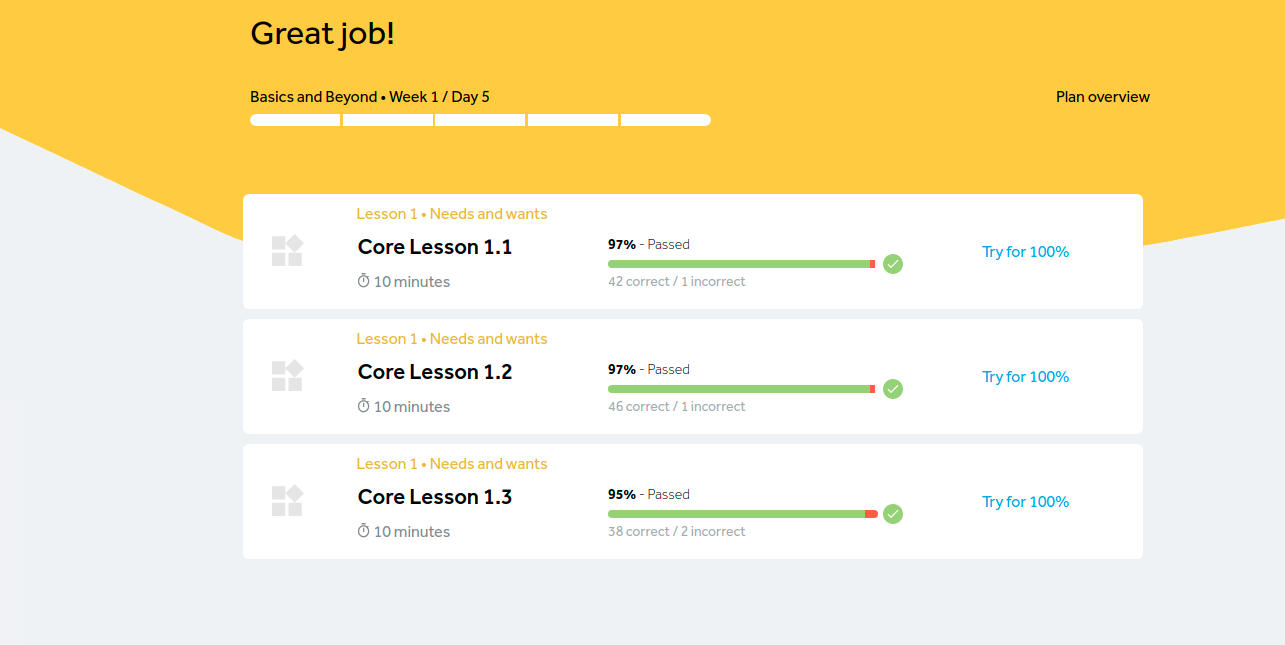 Great job!
Basics and Beyond • Week 1 / Day 5
Plan overview
Lesson 1 • Needs and wants
Core Lesson 1.1
10 minutes
97% - Passed
42 correct / 1 incorrect
Try for 100%
Lesson 1 • Needs and wants
Core Lesson 1.2
10 minutes
97% - Passed
46 correct / 1 incorrect
Try for 100%
Lesson 1 • Needs and wants
Core Lesson 1.3
10 minutes
95% - Passed
38 correct / 2 incorrect
Try for 100%